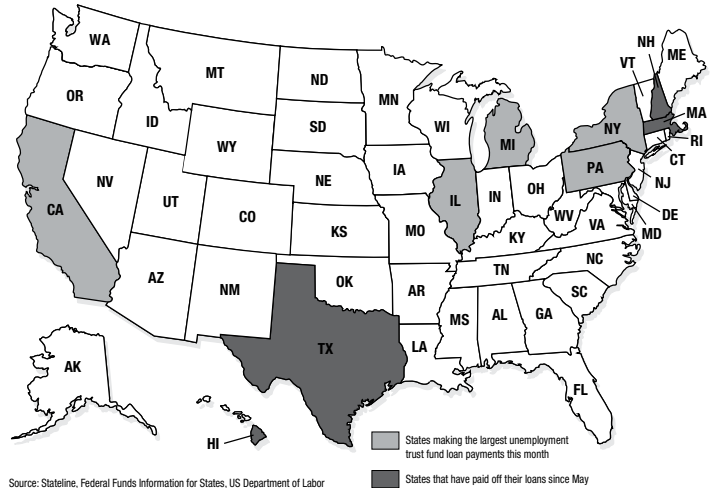 WA
OR
CA
NV
ID
MT
WY
UT
CO
AZ
NM
ND
SD
NE
KS
OK
TX
MN
IA
MO
AR
LA
WI
IL
MI
IN
OH
KY
TN
MS
AL
GA
FL
SC
NC
VA
WV
PA
NY
VT
NH
ME
MA
RI
CT
NJ
DE
MD
AK
HI
States making the largest unemployment
trust fund loan payments this month
States that have paid off their loans since May
Source: Stateline, Federal Funds Information for States, US Department of Labor